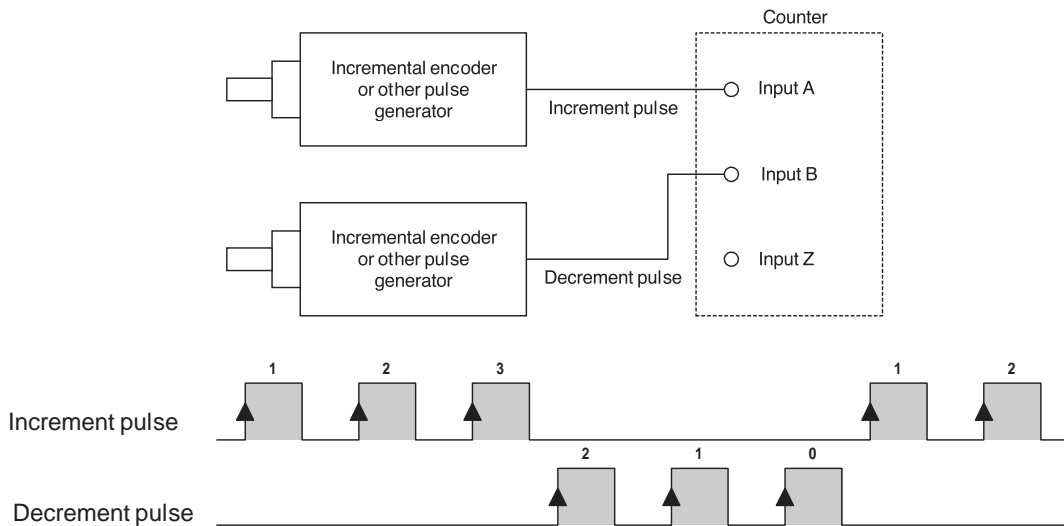 Counter
Incremental encoder
or other pulse
generator
Increment pulse
Input A
Input B
Incremental encoder
or other pulse
generator
Decrement pulse
Input Z
1 2 3 1 2
Increment pulse
2 1 0
Decrement pulse